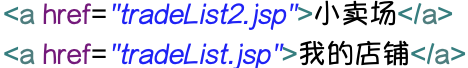 <a href="tradeList2.jsp">小卖场</a>
<a href="tradeList.jsp">我的店铺</a>